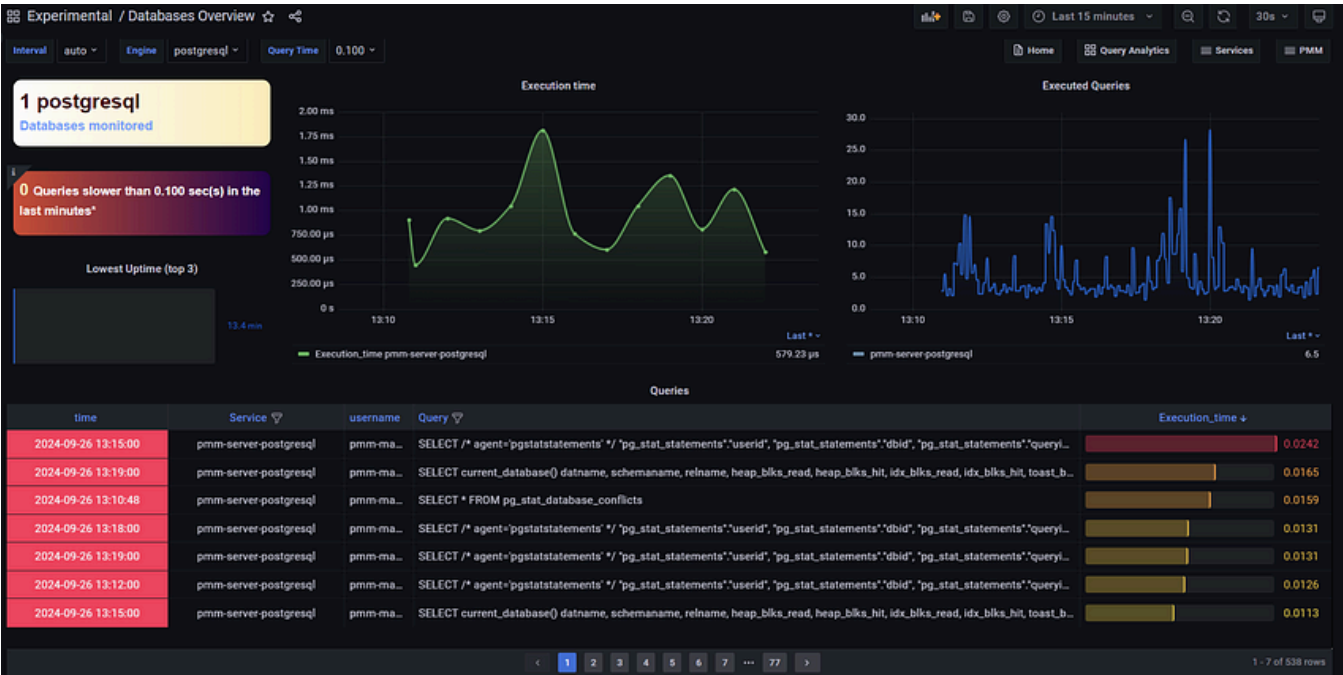 Experimental / Databases Overview
Last 15 minutes
30s
Interval auto Engine postgresql Query Time 0.100
Home Query Analytics Services PMM
1 postgresql
Databases monitored
i
0 Queries slower than 0.100 sec(s) in the
last minutes*
Lowest Uptime (top 3)
13.4 min
Execution time
2.00 ms
1.75 ms
1.50 ms
1.25 ms
1.00 ms
750.00 µs
500.00 µs
250.00 µs
0 s
13:10 13:15 13:20
Last *
Execution_time pmm-server-postgresql 579.23 µs
Executed Queries
30.0
25.0
20.0
15.0
10.0
5.0
0.0
13:10 13:15 13:20
Last *
pmm-server-postgresql 6.5
Queries
time Service username Query Execution_time
2024-09-26 13:15:00 pmm-server-postgresql pmm-ma... SELECT /* agent='pgstatstatements' */ "pg_stat_statements"."userid", "pg_stat_statements"."dbid", "pg_stat_statements"."queryi... 0.0242
2024-09-26 13:19:00 pmm-server-postgresql pmm-ma... SELECT current_database() datname, schemaname, relname, heap_blks_read, heap_blks_hit, idx_blks_read, idx_blks_hit, toast_b... 0.0165
2024-09-26 13:10:48 pmm-server-postgresql pmm-ma... SELECT * FROM pg_stat_database_conflicts 0.0159
2024-09-26 13:18:00 pmm-server-postgresql pmm-ma... SELECT /* agent='pgstatstatements' */ "pg_stat_statements"."userid", "pg_stat_statements"."dbid", "pg_stat_statements"."queryi... 0.0131
2024-09-26 13:19:00 pmm-server-postgresql pmm-ma... SELECT /* agent='pgstatstatements' */ "pg_stat_statements"."userid", "pg_stat_statements"."dbid", "pg_stat_statements"."queryi... 0.0131
2024-09-26 13:12:00 pmm-server-postgresql pmm-ma... SELECT /* agent='pgstatstatements' */ "pg_stat_statements"."userid", "pg_stat_statements"."dbid", "pg_stat_statements"."queryi... 0.0126
2024-09-26 13:15:00 pmm-server-postgresql pmm-ma... SELECT current_database() datname, schemaname, relname, heap_blks_read, heap_blks_hit, idx_blks_read, idx_blks_hit, toast_b... 0.0113
1 2 3 4 5 6 7 ... 77
1 - 7 of 538 rows